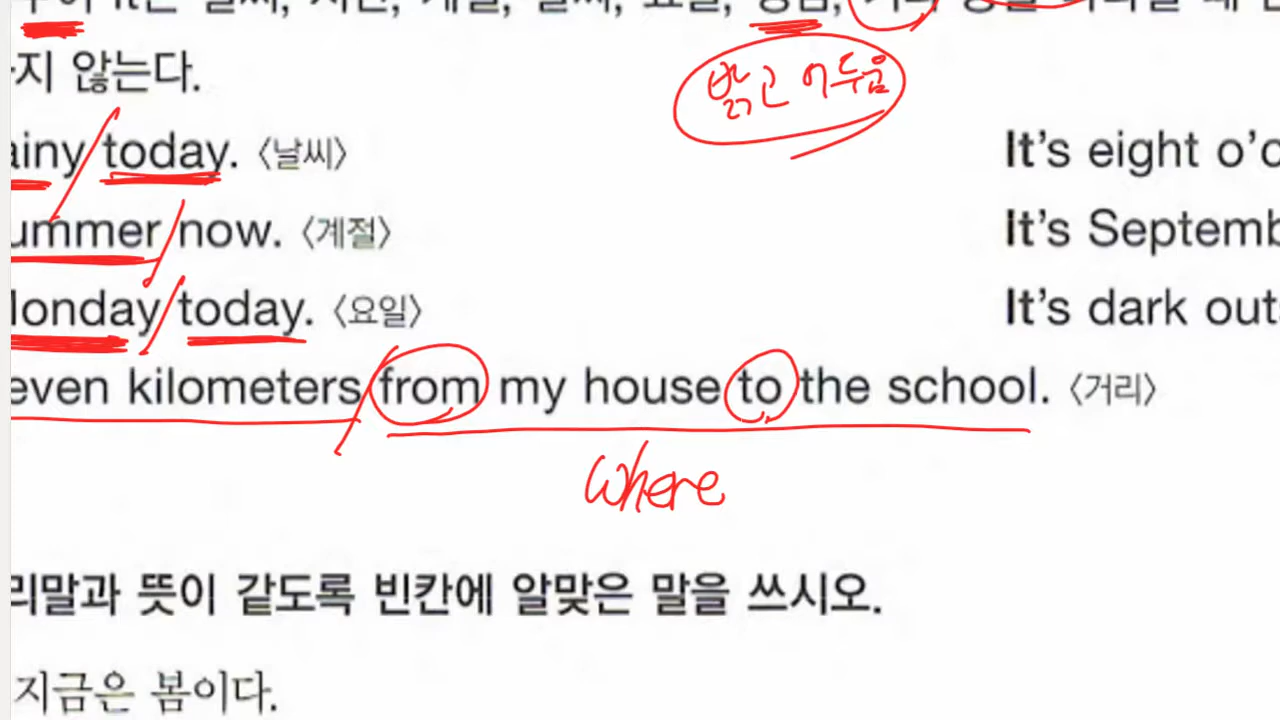 지 않는다.
밝고 어두움
ainy today. 〈날씨〉
It's eight o'c
ummer now. 〈계절〉
It's Septemb
londay today. 〈요일〉
It's dark out
even kilometers from my house to the school. 〈거리〉
where
리말과 뜻이 같도록 빈칸에 알맞은 말을 쓰시오.
지금은 봄이다.